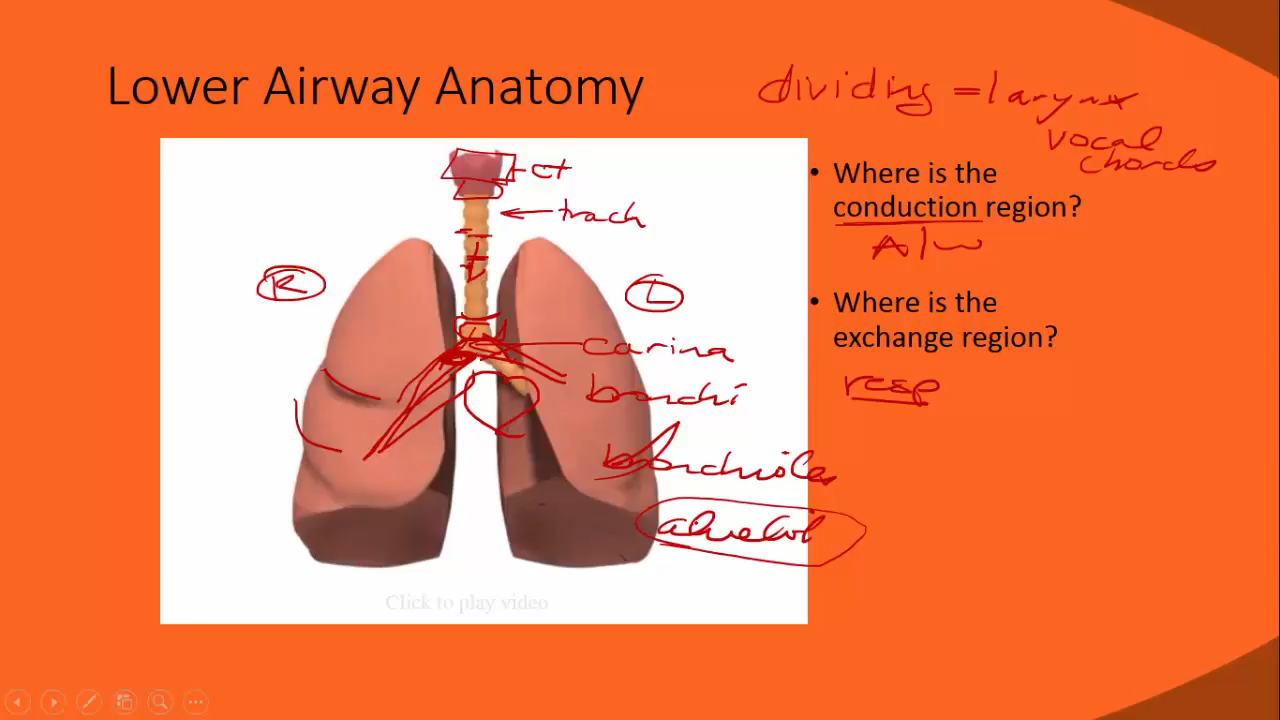 Lower Airway Anatomy
dividing = larynx
vocal
chords
• Where is the
conduction region?
A/w
• Where is the
exchange region?
resp
ct
trach
R
L
carina
bronchi
bronchioles
alveoli
Click to play video